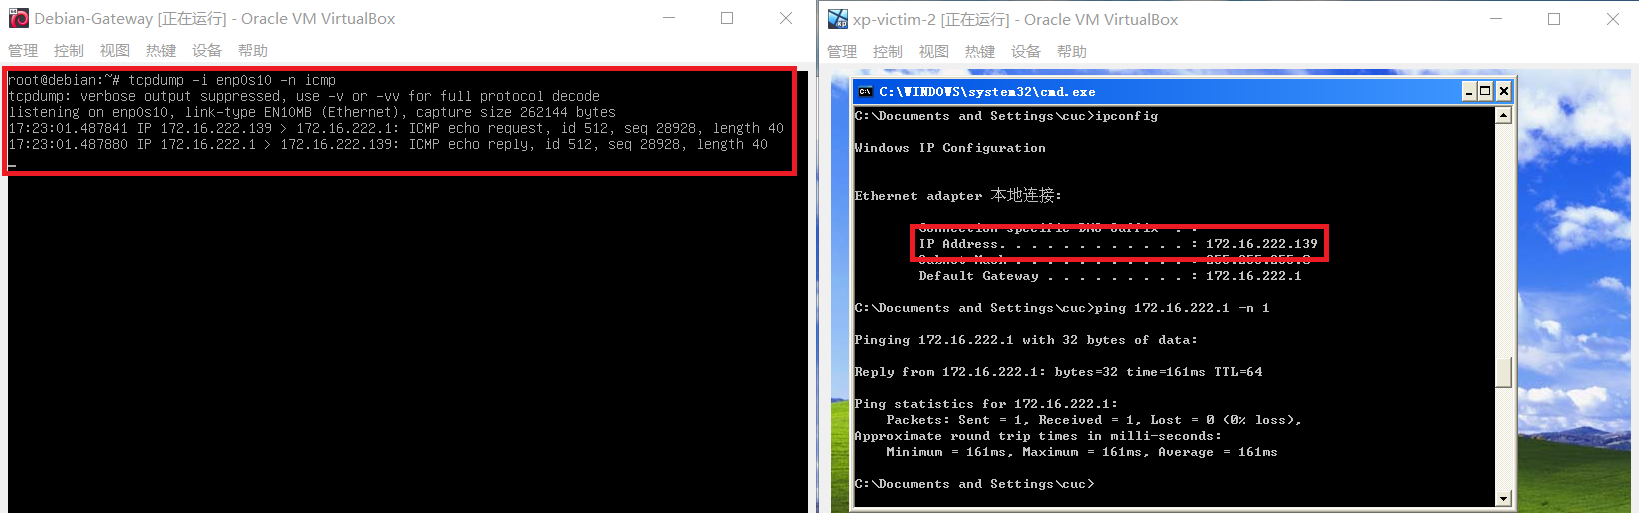 Debian-Gateway [正在运行] - Oracle VM VirtualBox
管理 控制 视图 热键 设备 帮助
root@debian:~# tcpdump -i enp0s10 -n icmp
tcpdump: verbose output suppressed, use -v or -vv for full protocol decode
listening on enp0s10, link-type EN10MB (Ethernet), capture size 262144 bytes
17:23:01.487841 IP 172.16.222.139 > 172.16.222.1: ICMP echo request, id 512, seq 28928, length 40
17:23:01.487880 IP 172.16.222.1 > 172.16.222.139: ICMP echo reply, id 512, seq 28928, length 40
xp-victim-2 [正在运行] - Oracle VM VirtualBox
管理 控制 视图 热键 设备 帮助
C:\WINDOWS\system32\cmd.exe
C:\Documents and Settings\cuc>ipconfig
Windows IP Configuration
Ethernet adapter 本地连接:
Connection-specific DNS Suffix . :
IP Address. . . . . . . . . . . . : 172.16.222.139
Subnet Mask . . . . . . . . . . . : 255.255.255.0
Default Gateway . . . . . . . . . : 172.16.222.1
C:\Documents and Settings\cuc>ping 172.16.222.1 -n 1
Pinging 172.16.222.1 with 32 bytes of data:
Reply from 172.16.222.1: bytes=32 time=161ms TTL=64
Ping statistics for 172.16.222.1:
Packets: Sent = 1, Received = 1, Lost = 0 (0% loss),
Approximate round trip times in milli-seconds:
Minimum = 161ms, Maximum = 161ms, Average = 161ms
C:\Documents and Settings\cuc>